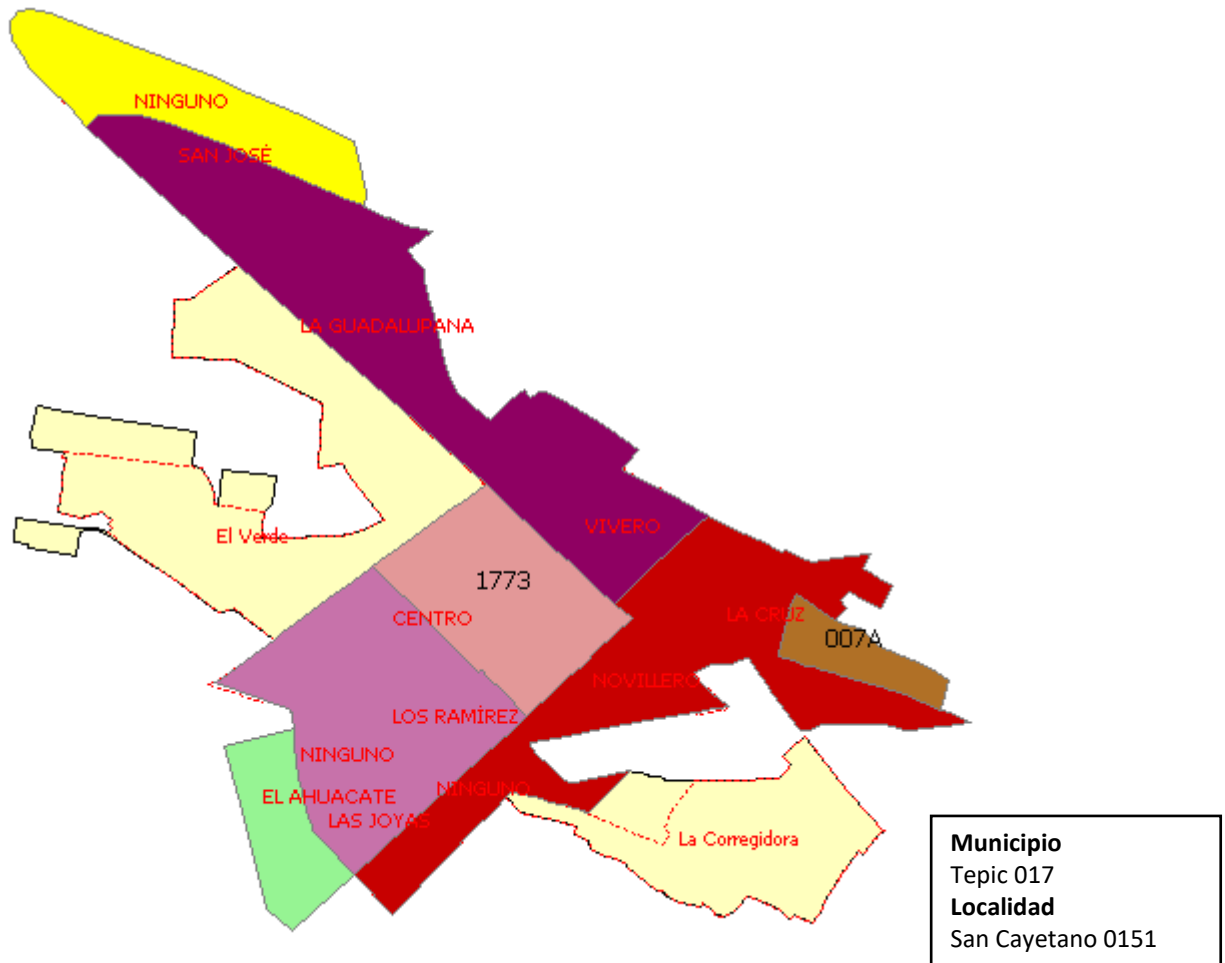 NINGUNO
SAN JOSÉ
LA GUADALUPANA
VIVERO
El Verde
1773
CENTRO
LA CRUZ
007A
NOVILLERO
LOS RAMÍREZ
NINGUNO
NINGUNO
EL AHUACATE
LAS JOYAS
La Corregidora
Municipio
Tepic 017
Localidad
San Cayetano 0151